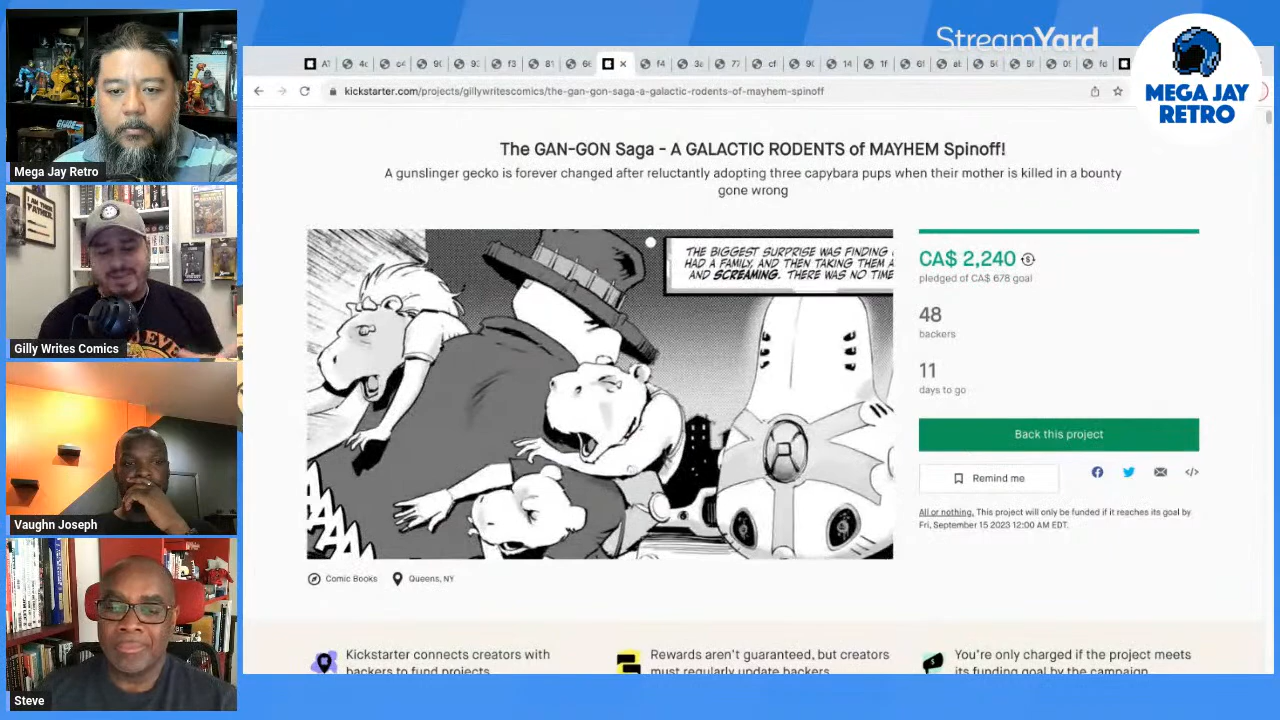 StreamYard
MEGA JAY
RETRO
kickstarter.com/projects/gillywritescomics/the-gan-gon-saga-a-galactic-rodents-of-mayhem-spinoff
The GAN-GON Saga - A GALACTIC RODENTS of MAYHEM Spinoff!
A gunslinger gecko is forever changed after reluctantly adopting three capybara pups when their mother is killed in a bounty
gone wrong
THE BIGGEST SURPRISE WAS FINDING
HAD A FAMILY, AND THEN TAKING THEM
AND SCREAMING. THERE WAS NO TIME
CA$ 2,240
pledged of CA$ 678 goal
48
backers
11
days to go
Back this project
Remind me
All or nothing. This project will only be funded if it reaches its goal by
Fri, September 15 2023 12:00 AM EDT.
Comic Books
Queens, NY
Kickstarter connects creators with
backers to fund projects.
Rewards aren't guaranteed, but creators
must regularly update backers.
You're only charged if the project meets
its funding goal by the campaign
Mega Jay Retro
GIJOE
I AM THEIR
FATHER.
Gilly Writes Comics
Vaughn Joseph
Steve